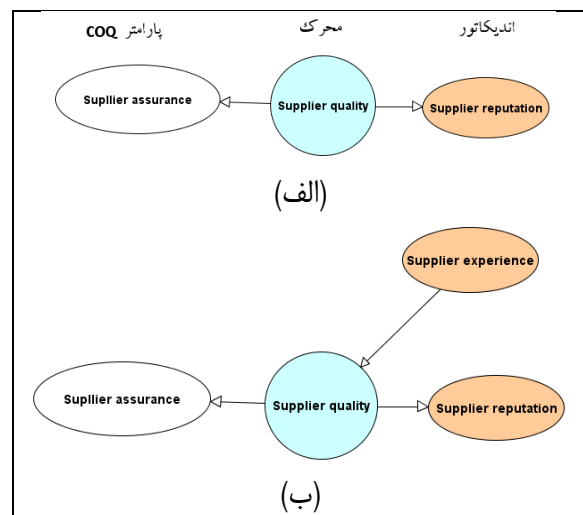 اندیکاتور محرک پارامتر COQ
Supllier assurance Supplier quality Supplier reputation
(الف)
Supplier experience
Supllier assurance Supplier quality Supplier reputation
(ب)